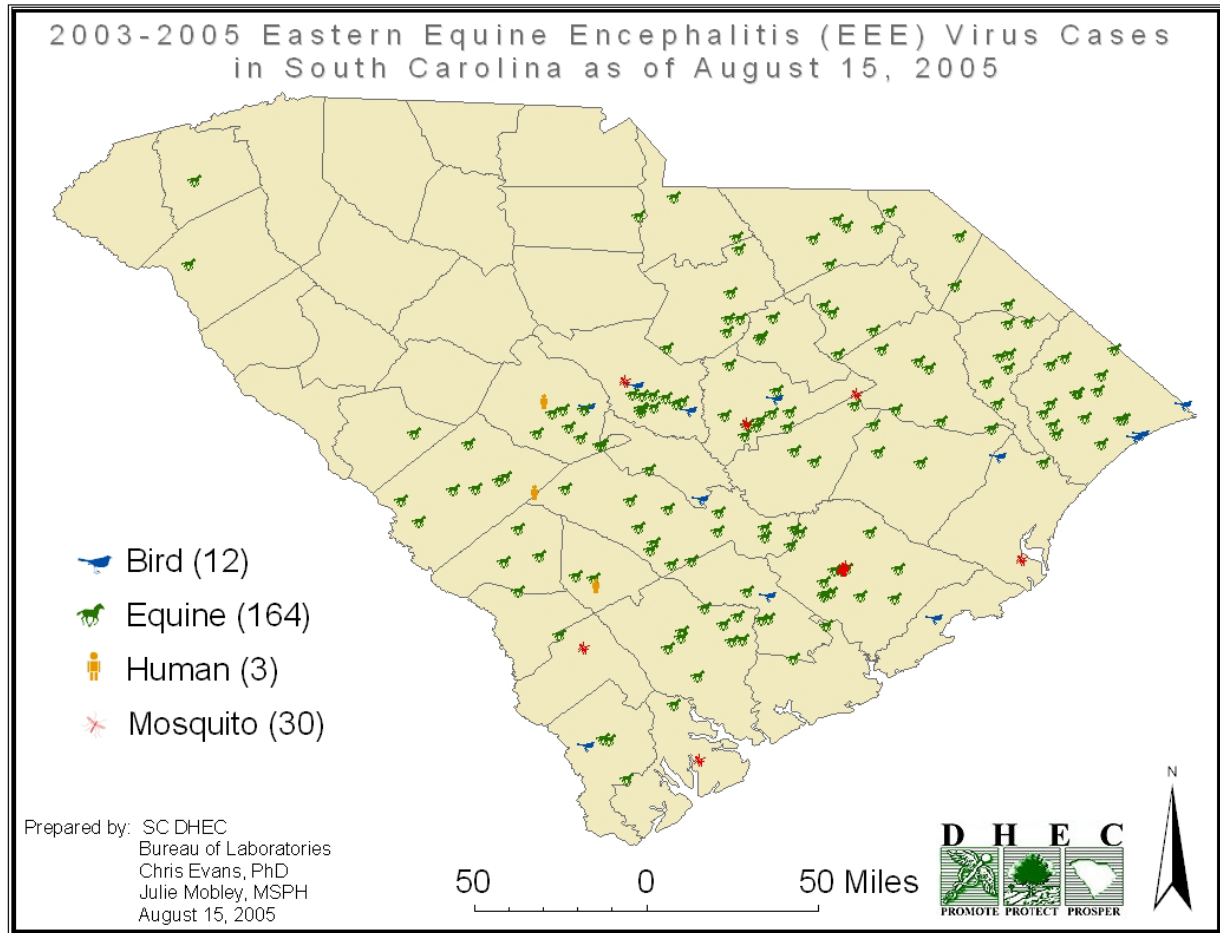 2003-2005 Eastern Equine Encephalitis (EEE) Virus Cases
in South Carolina as of August 15, 2005
Bird (12)
Equine (164)
Human (3)
Mosquito (30)
Prepared by: SC DHEC
Bureau of Laboratories
Chris Evans, PhD
Julie Mobley, MSPH
August 15, 2005
50 0 50 Miles
D H E C
PROMOTE PROTECT PROSPER
N